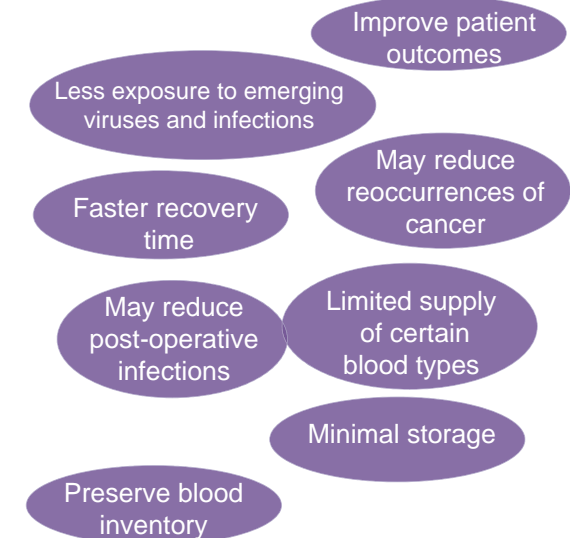 Improve patient
outcomes
Less exposure to emerging
viruses and infections
May reduce
reoccurrences of
cancer
Faster recovery
time
May reduce
post-operative
infections
Limited supply
of certain
blood types
Minimal storage
Preserve blood
inventory